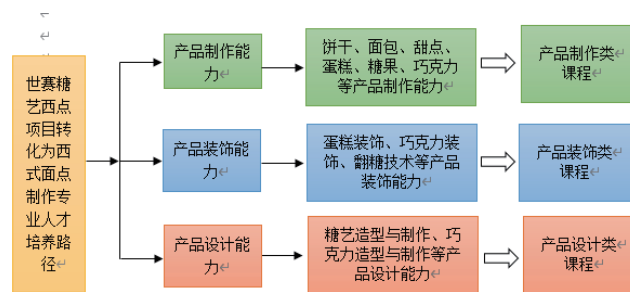 世赛糖
艺西点
项目转
化为西
式面点
制作专
业人才
培养路
径
产品制作能
力
饼干、面包、甜点、
蛋糕、糖果、巧克力
等产品制作能力
产品制作类
课程
产品装饰能
力
蛋糕装饰、巧克力装
饰、翻糖技术等产品
装饰能力
产品装饰类
课程
产品设计能
力
糖艺造型与制作、巧
克力造型与制作等产
品设计能力
产品设计类
课程